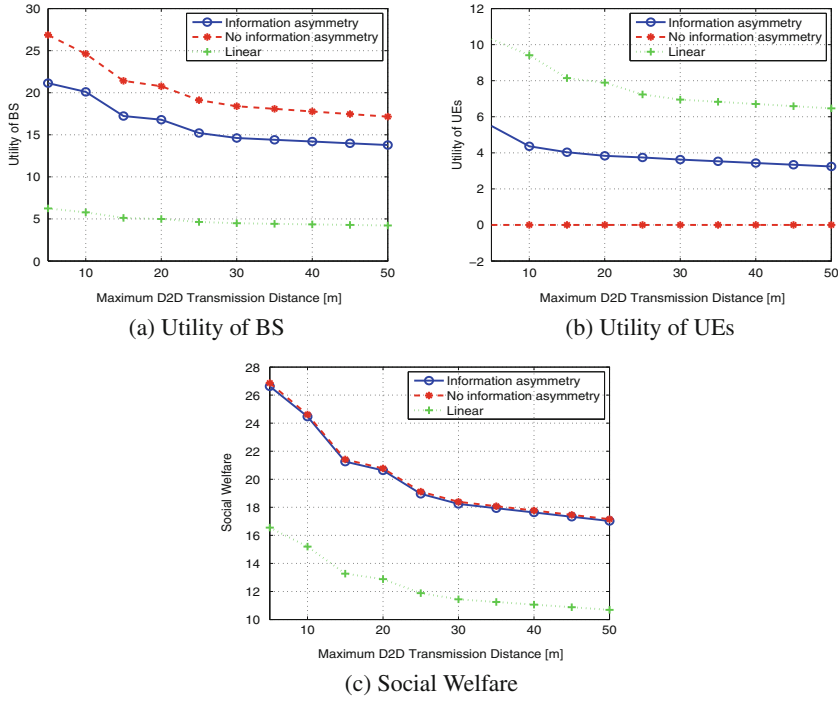 30
25
20
15
10
5
0
Utility of BS
Information asymmetry
No information asymmetry
Linear
10 20 30 40 50
Maximum D2D Transmission Distance [m]
(a) Utility of BS
12
10
8
6
4
2
0
−2
Utility of UEs
Information asymmetry
No information asymmetry
Linear
10 20 30 40 50
Maximum D2D Transmission Distance [m]
(b) Utility of UEs
28
26
24
22
20
18
16
14
12
10
Social Welfare
Information asymmetry
No information asymmetry
Linear
10 20 30 40 50
Maximum D2D Transmission Distance [m]
(c) Social Welfare